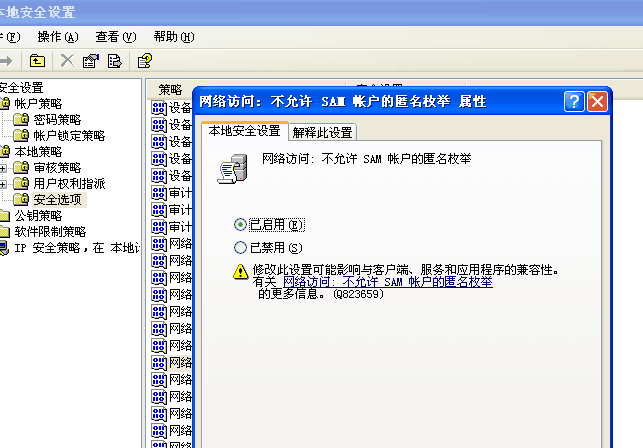 本地安全设置
(F) 操作(A) 查看(V) 帮助(H)
安全设置
帐户策略
密码策略
帐户锁定策略
本地策略
审核策略
用户权利指派
安全选项
公钥策略
软件限制策略
IP 安全策略，在 本地
策略
设备
设备
设备
设备
设备
审计
审计
审计
网络
网络
网络
网络
网络
网络
网络
网络
网络
网络
网络
网络
网络
网络访问: 不允许 SAM 帐户的匿名枚举 属性
本地安全设置 解释此设置
网络访问: 不允许 SAM 帐户的匿名枚举
已启用(E)
已禁用(S)
修改此设置可能影响与客户端、服务和应用程序的兼容性。
有关 网络访问: 不允许 SAM 帐户的匿名枚举
的更多信息。(Q823659)